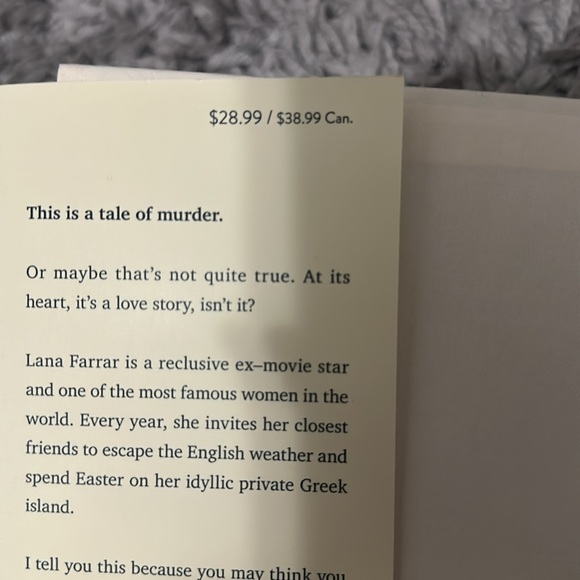 $28.99 / $38.99 Can.
This is a tale of murder.
Or maybe that's not quite true. At its
heart, it's a love story, isn't it?
Lana Farrar is a reclusive ex–movie star
and one of the most famous women in the
world. Every year, she invites her closest
friends to escape the English weather and
spend Easter on her idyllic private Greek
island.
I tell you this because you may think you